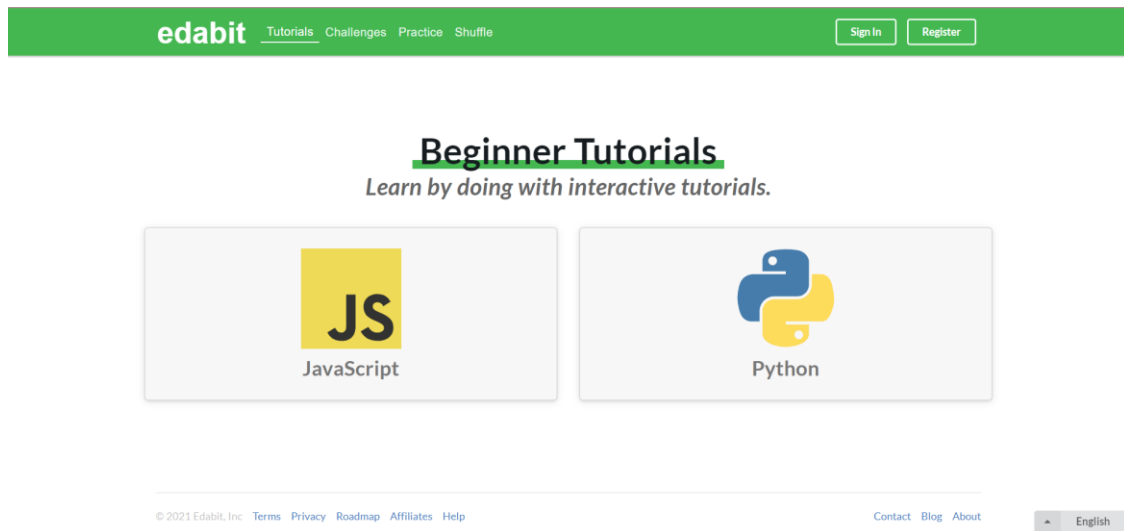 edabit Tutorials Challenges Practice Shuffle Sign In Register
Beginner Tutorials
Learn by doing with interactive tutorials.
JS
JavaScript Python
© 2021 Edabit, Inc Terms Privacy Roadmap Affiliates Help Contact Blog About
English